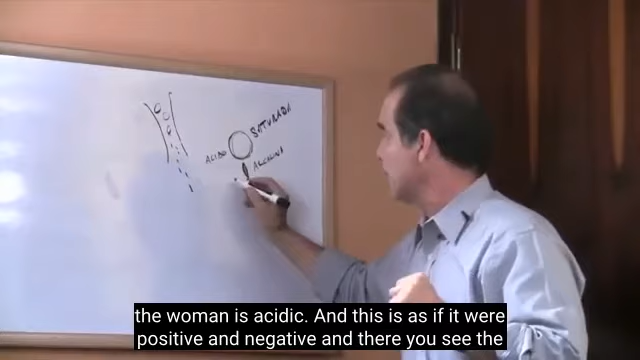 SATURADA
ACIDO
ALCALINA
the woman is acidic. And this is as if it were
positive and negative and there you see the